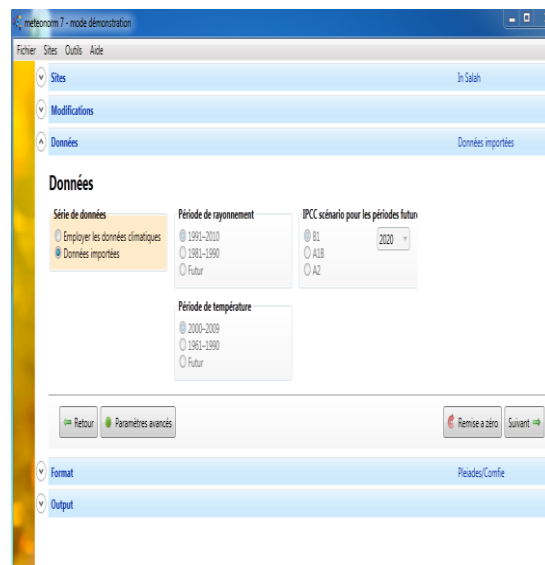 meteonorm 7 - mode démonstration
Fichier Sites Outils Aide
Sites In Salah
Modifications
Données Données importées
Données
Série de données
Employer les données climatiques
Données importées
Période de rayonnement
1991-2010
1981-1990
Futur
IPCC scénario pour les périodes future
B1
A1B
A2
2020
Période de température
2000-2009
1961-1990
Futur
Retour Paramètres avancés Remise a zéro Suivant
Format Pleiades/Comfie
Output